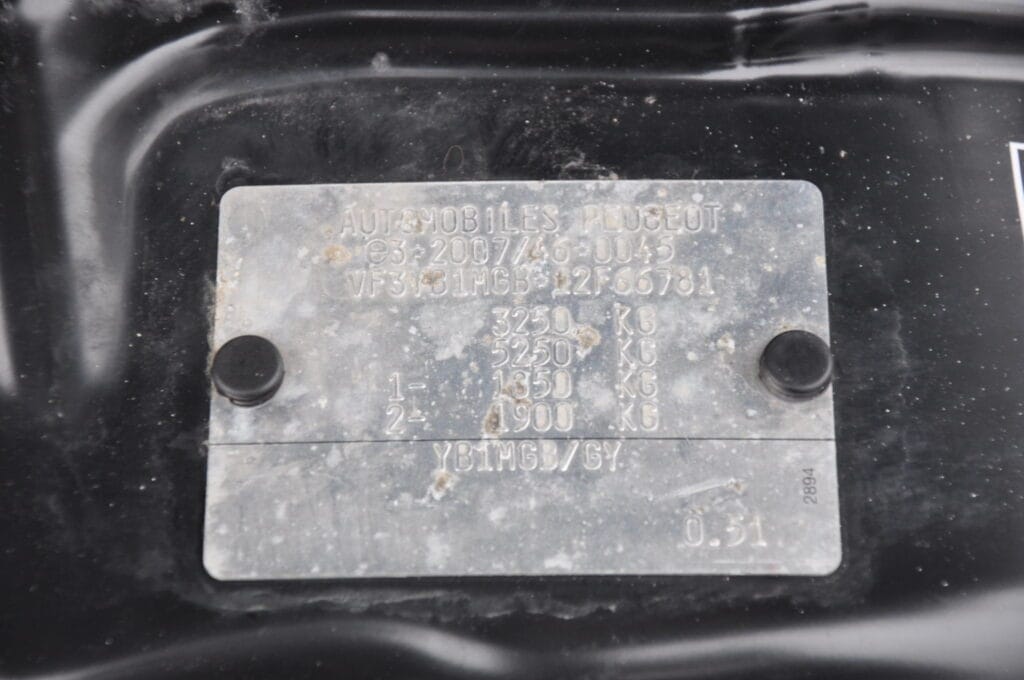 AUTOMOBILES PEUGEOT
e3*2007/46*0045
VF3YB1MGB 12F66781
3250 KG
5250 KG
1- 1850 KG
2- 1900 KG
YB1MGB/GY
2894
0.51